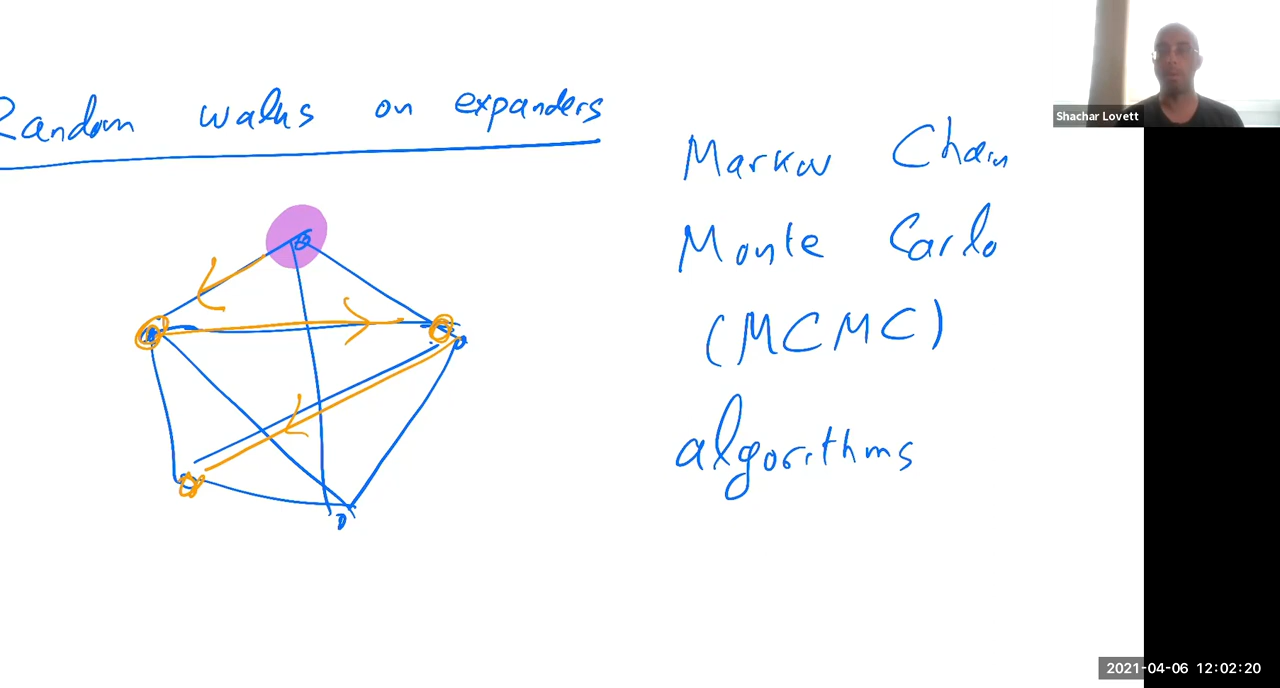 Random walks on expanders
Markov Chain
Monte Carlo
(MCMC)
algorithms
Shachar Lovett
2021-04-06 12:02:20